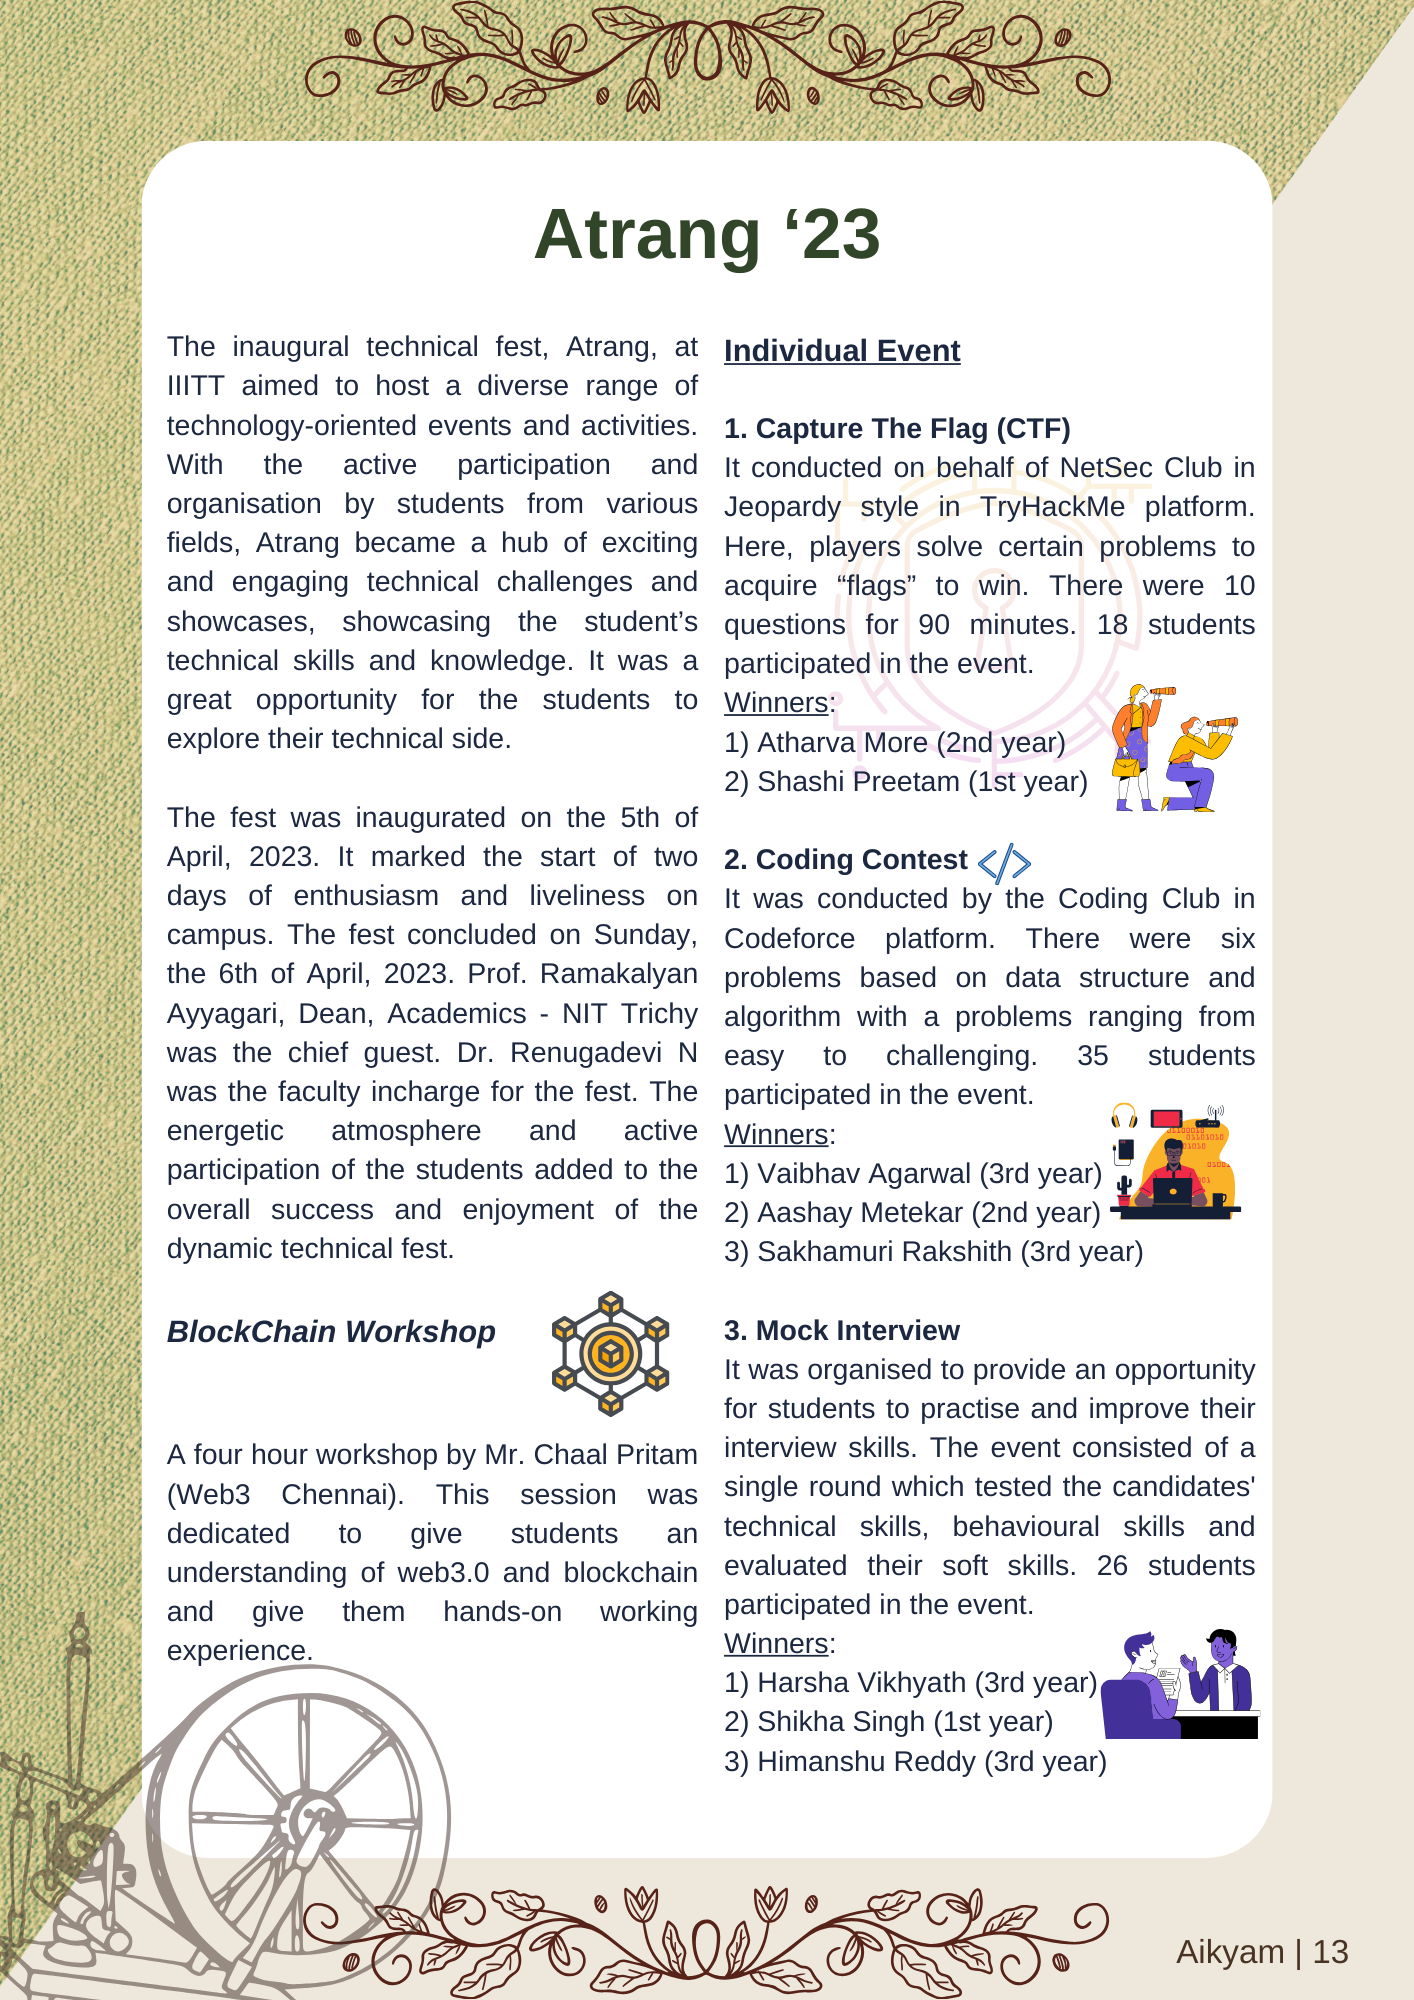 Atrang ‘23
The inaugural technical fest, Atrang, at
IIITT aimed to host a diverse range of
technology-oriented events and activities.
With the active participation and
organisation by students from various
fields, Atrang became a hub of exciting
and engaging technical challenges and
showcases, showcasing the student’s
technical skills and knowledge. It was a
great opportunity for the students to
explore their technical side.
The fest was inaugurated on the 5th of
April, 2023. It marked the start of two
days of enthusiasm and liveliness on
campus. The fest concluded on Sunday,
the 6th of April, 2023. Prof. Ramakalyan
Ayyagari, Dean, Academics - NIT Trichy
was the chief guest. Dr. Renugadevi N
was the faculty incharge for the fest. The
energetic atmosphere and active
participation of the students added to the
overall success and enjoyment of the
dynamic technical fest.
BlockChain Workshop
A four hour workshop by Mr. Chaal Pritam
(Web3 Chennai). This session was
dedicated to give students an
understanding of web3.0 and blockchain
and give them hands-on working
experience.
Individual Event
1. Capture The Flag (CTF)
It conducted on behalf of NetSec Club in
Jeopardy style in TryHackMe platform.
Here, players solve certain problems to
acquire “flags” to win. There were 10
questions for 90 minutes. 18 students
participated in the event.
Winners:
1) Atharva More (2nd year)
2) Shashi Preetam (1st year)
2. Coding Contest
It was conducted by the Coding Club in
Codeforce platform. There were six
problems based on data structure and
algorithm with a problems ranging from
easy to challenging. 35 students
participated in the event.
Winners:
1) Vaibhav Agarwal (3rd year)
2) Aashay Metekar (2nd year)
3) Sakhamuri Rakshith (3rd year)
3. Mock Interview
It was organised to provide an opportunity
for students to practise and improve their
interview skills. The event consisted of a
single round which tested the candidates'
technical skills, behavioural skills and
evaluated their soft skills. 26 students
participated in the event.
Winners:
1) Harsha Vikhyath (3rd year)
2) Shikha Singh (1st year)
3) Himanshu Reddy (3rd year)
Aikyam | 13